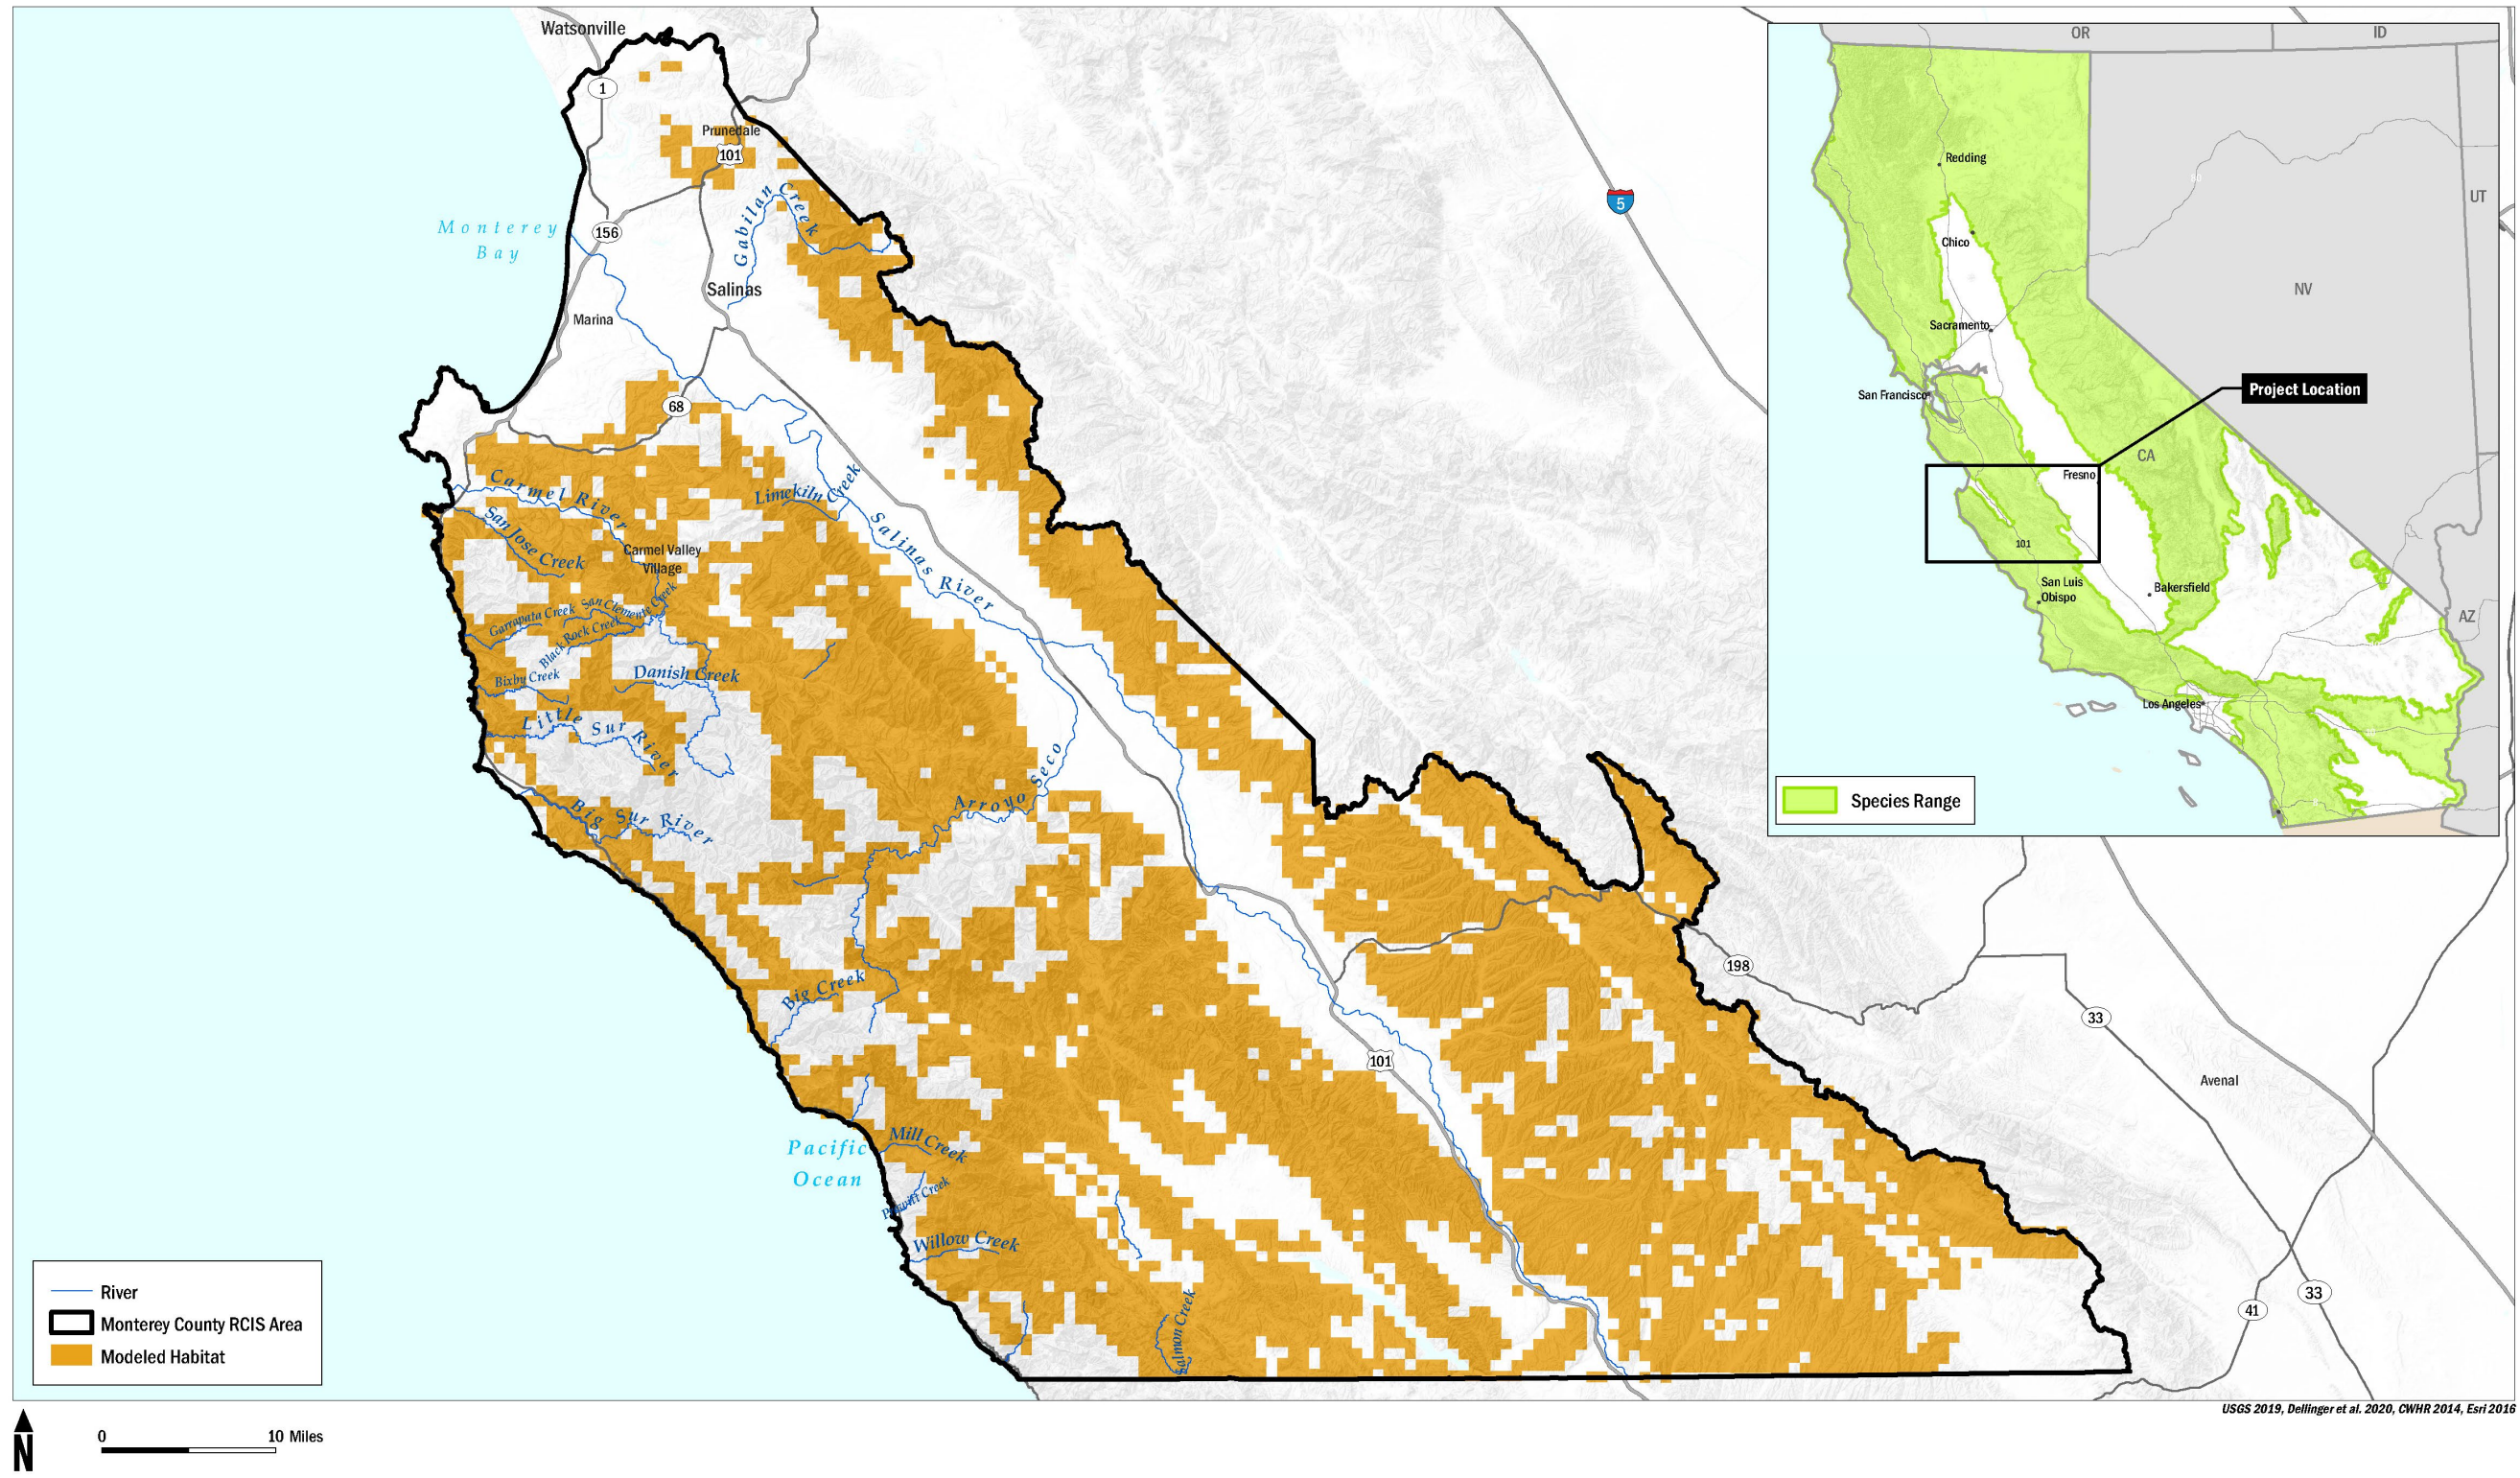 Watsonville
1
Prunedale
101
Monterey
Bay
156
Gabilan Creek
Salinas
Marina
68
5
Carmel River
San Jose Creek
Limekiln Creek
Salinas River
Carmel Valley
Village
Garrapata Creek
San Clemente Creek
Black Rock Creek
Bixby Creek
Danish Creek
Little Sur River
Big Sur River
Arroyo Seco
Big Creek
198
33
101
Avenal
Pacific
Ocean
Mill Creek
Prewitt Creek
Willow Creek
Salmon Creek
41
33
OR
ID
Redding
80
UT
Chico
NV
Sacramento
San Francisco
Project Location
CA
Fresno
101
San Luis
Obispo
Bakersfield
AZ
Los Angeles
Species Range
River
Monterey County RCIS Area
Modeled Habitat
USGS 2019, Dellinger et al. 2020, CWHR 2014, Esri 2016
N
0 10 Miles